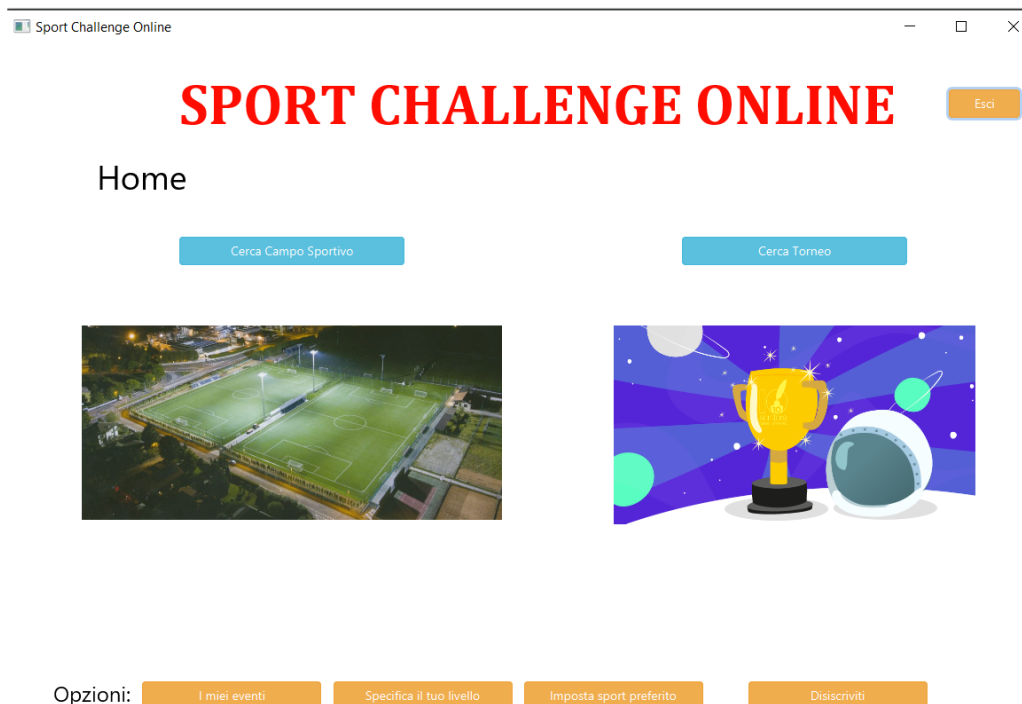 Sport Challenge Online
SPORT CHALLENGE ONLINE
Esci
Home
Cerca Campo Sportivo
Cerca Torneo
Opzioni:
I miei eventi
Specifica il tuo livello
Imposta sport preferito
Disiscriviti